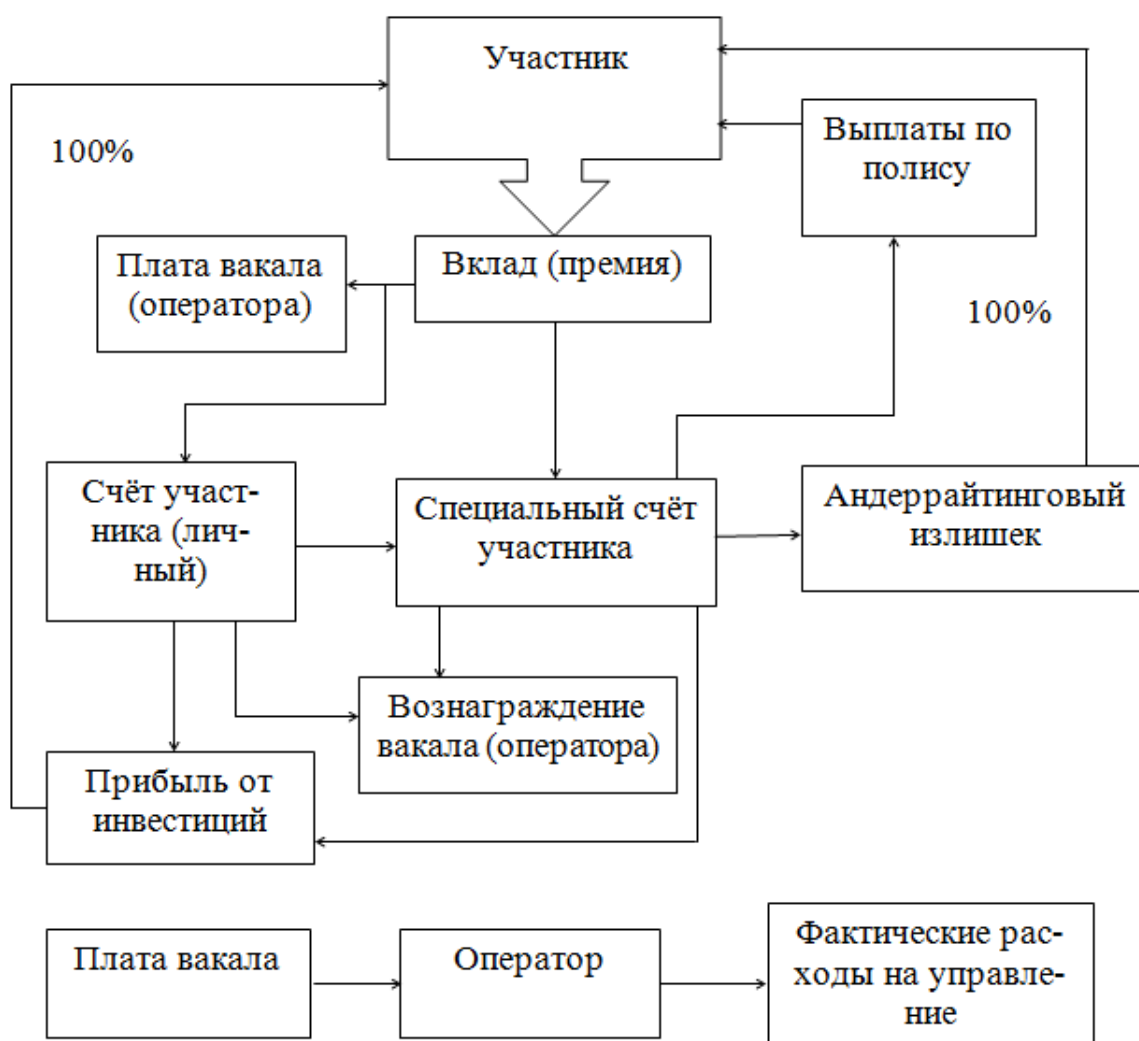 Участник
100%
Выплаты по
полису
Плата вакала
(оператора)
Вклад (премия)
100%
Счёт участ-
ника (лич-
ный)
Специальный счёт
участника
Андеррайтинговый
излишек
Вознаграждение
вакала (оператора)
Прибыль от
инвестиций
Плата вакала
Оператор
Фактические рас-
ходы на управле-
ние